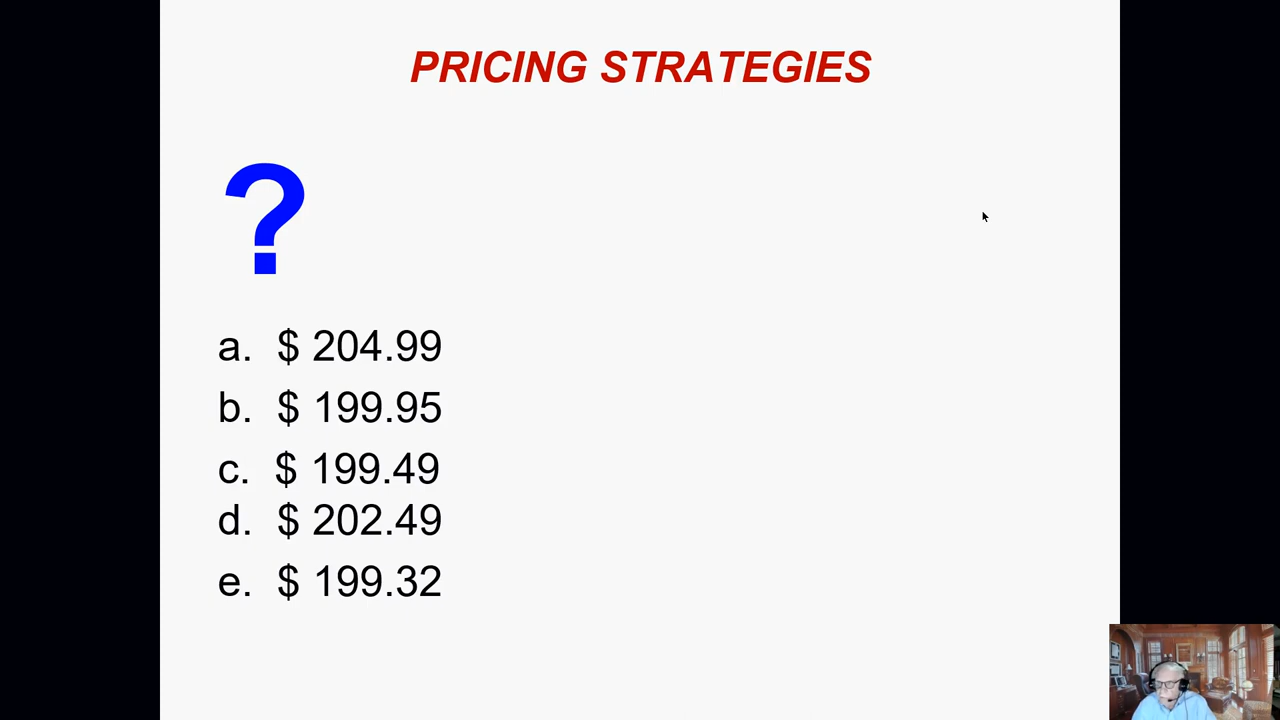 PRICING STRATEGIES
?
a. $ 204.99
b. $ 199.95
c. $ 199.49
d. $ 202.49
e. $ 199.32